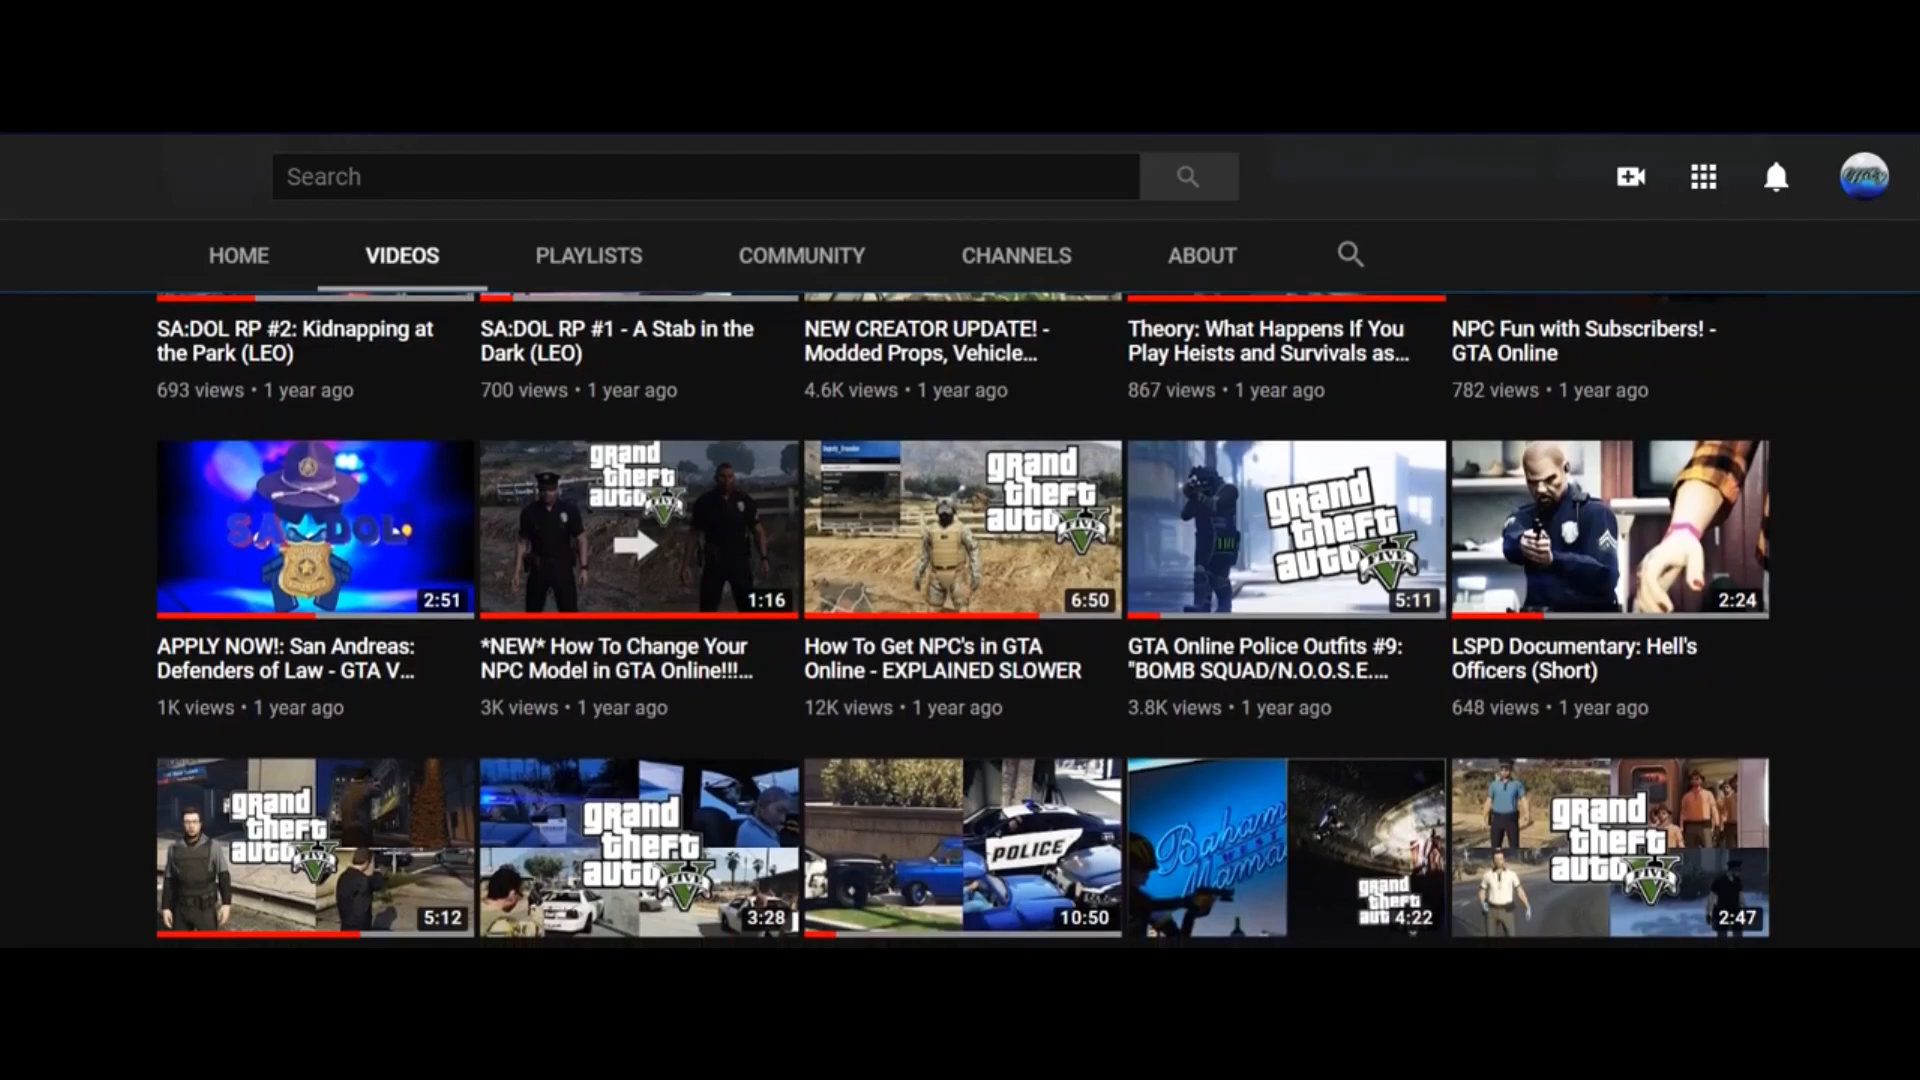 Search
HOME
VIDEOS
PLAYLISTS
COMMUNITY
CHANNELS
ABOUT
SA:DOL RP #2: Kidnapping at
the Park (LEO)
693 views • 1 year ago
SA:DOL RP #1 - A Stab in the
Dark (LEO)
700 views • 1 year ago
NEW CREATOR UPDATE! -
Modded Props, Vehicle...
4.6K views • 1 year ago
Theory: What Happens If You
Play Heists and Survivals as...
867 views • 1 year ago
NPC Fun with Subscribers! -
GTA Online
782 views • 1 year ago
SA:DOL
2:51
APPLY NOW!: San Andreas:
Defenders of Law - GTA V...
1K views • 1 year ago
grand
theft
auto
V
FIVE
1:16
*NEW* How To Change Your
NPC Model in GTA Online!!!...
3K views • 1 year ago
grand
theft
auto
V
FIVE
6:50
How To Get NPC's in GTA
Online - EXPLAINED SLOWER
12K views • 1 year ago
grand
theft
auto
V
FIVE
5:11
GTA Online Police Outfits #9:
"BOMB SQUAD/N.O.O.S.E....
3.8K views • 1 year ago
2:24
LSPD Documentary: Hell's
Officers (Short)
648 views • 1 year ago
grand
theft
auto
V
FIVE
5:12
grand
theft
auto
V
FIVE
3:28
POLICE
10:50
Baham
Mama
grand
theft
aut
4:22
grand
theft
auto
V
FIVE
2:47